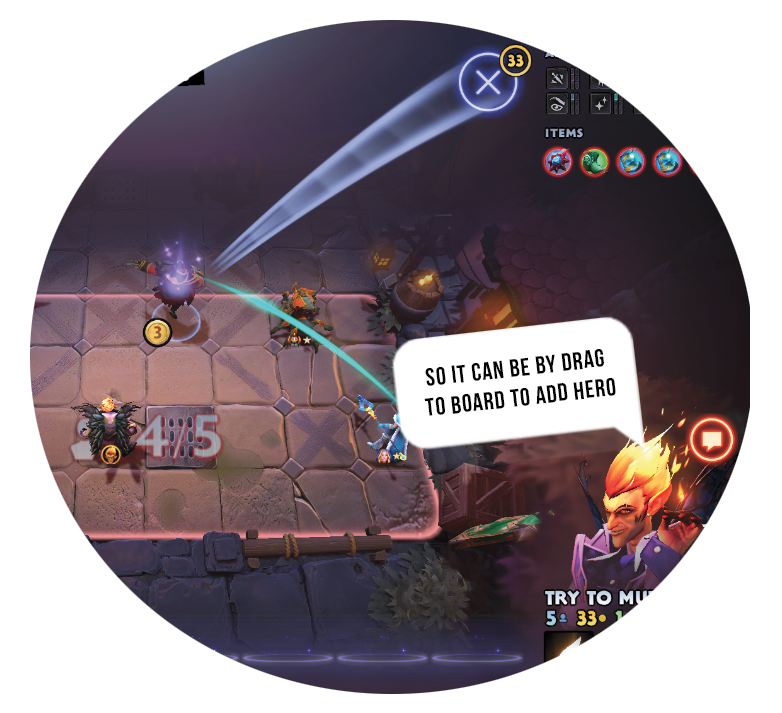 33
ITEMS
3
4/5
SO IT CAN BE BY DRAG
TO BOARD TO ADD HERO
TRY TO
5 33